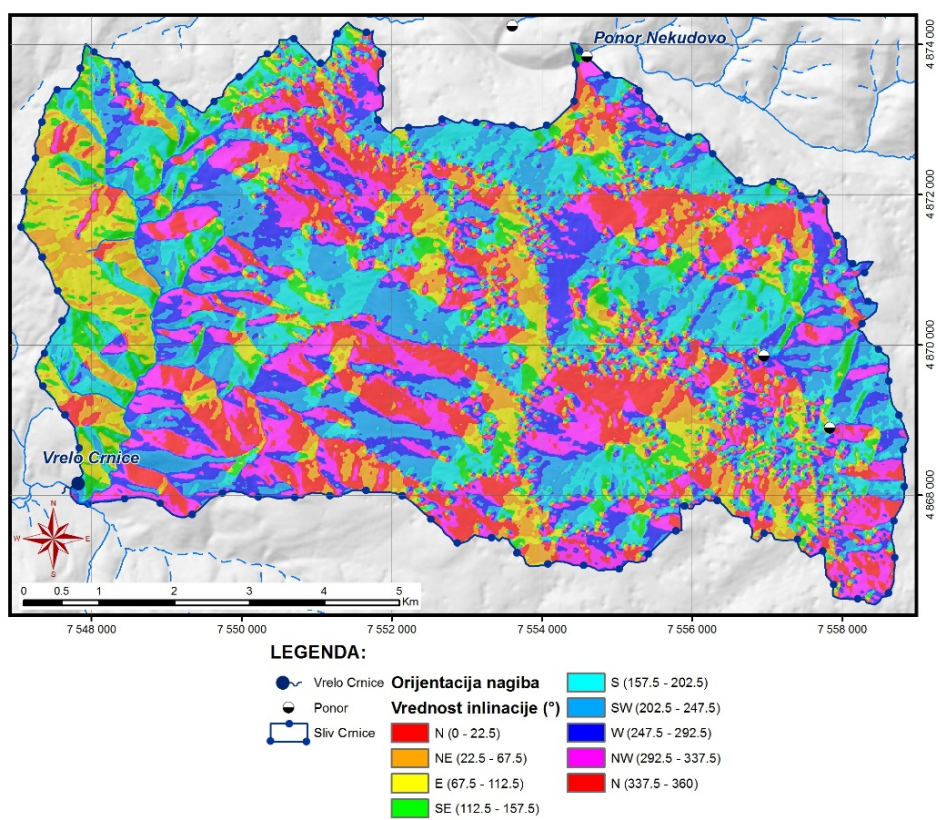 Ponor Nekudovo
4 874 000
4 872 000
4 870 000
4 868 000
Vrelo Crnice
N
W E
S
0 0.5 1 2 3 4 5
Km
7 548 000 7 550 000 7 552 000 7 554 000 7 556 000 7 558 000
LEGENDA:
Vrelo Crnice
Ponor
Sliv Crnice
Orijentacija nagiba
Vrednost inlinacije (°)
N (0 - 22.5)
NE (22.5 - 67.5)
E (67.5 - 112.5)
SE (112.5 - 157.5)
S (157.5 - 202.5)
SW (202.5 - 247.5)
W (247.5 - 292.5)
NW (292.5 - 337.5)
N (337.5 - 360)